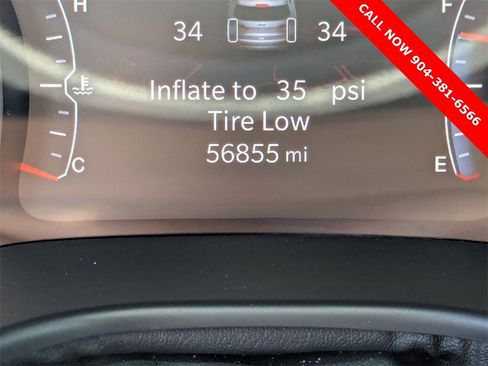 H F
34 34
CALL NOW 904-381-6566
Inflate to 35 psi
Tire Low
C 56855 mi E